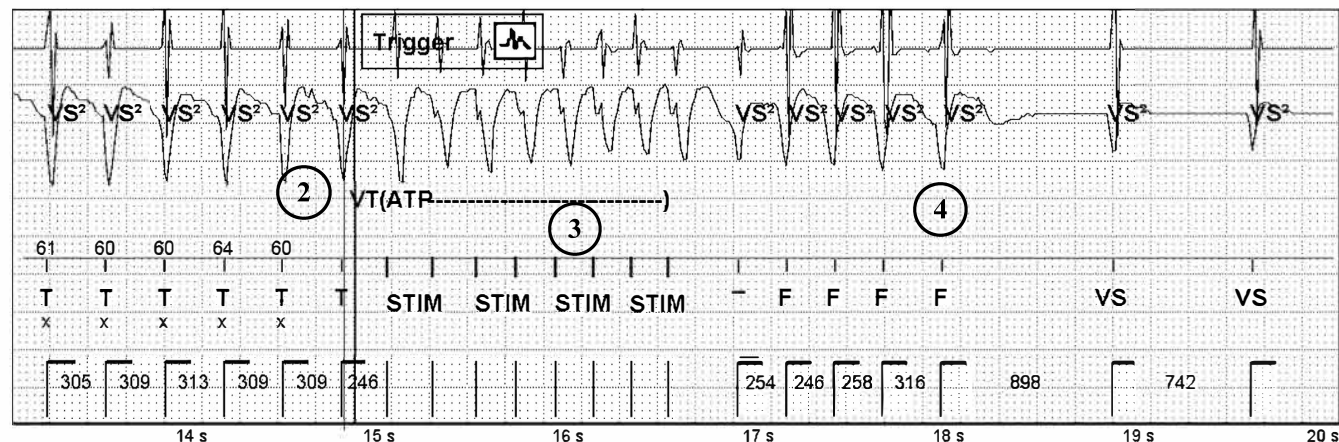 Trigger
VS² VS² VS² VS² VS² VS² VS² VS² VS² VS² VS² VS² VS²
2
VT(ATP------------------------)
3
4
61 60 60 64 60
T T T T T T STIM STIM STIM STIM – F F F F VS VS
x x x x x
305 309 313 309 309 246 254 246 258 316 898 742
14 s 15 s 16 s 17 s 18 s 19 s 20 s